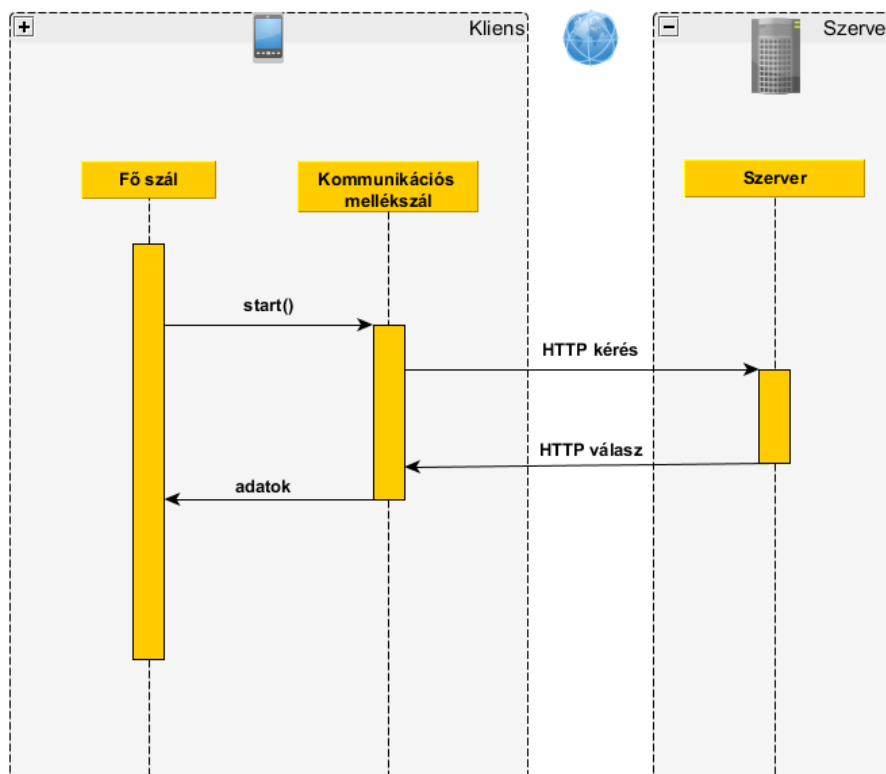 Kliens
Szerve
Fő szál
Kommunikációs
mellékszál
Szerver
start()
HTTP kérés
HTTP válasz
adatok